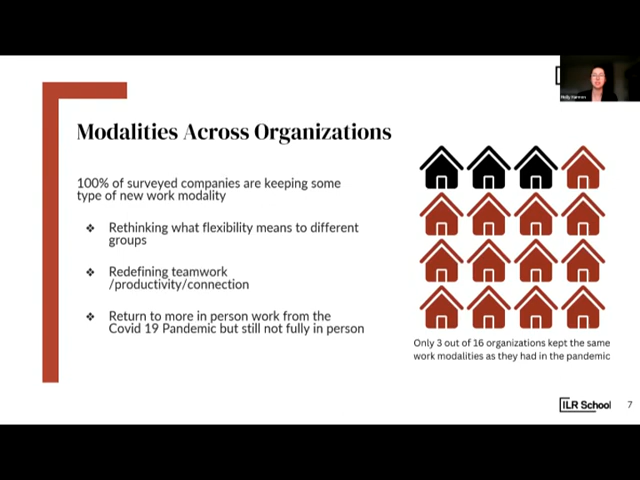 Modalities Across Organizations
100% of surveyed companies are keeping some
type of new work modality
❖ Rethinking what flexibility means to different
groups
❖ Redefining teamwork
/productivity/connection
❖ Return to more in person work from the
Covid 19 Pandemic but still not fully in person
Only 3 out of 16 organizations kept the same
work modalities as they had in the pandemic
ILR School
7